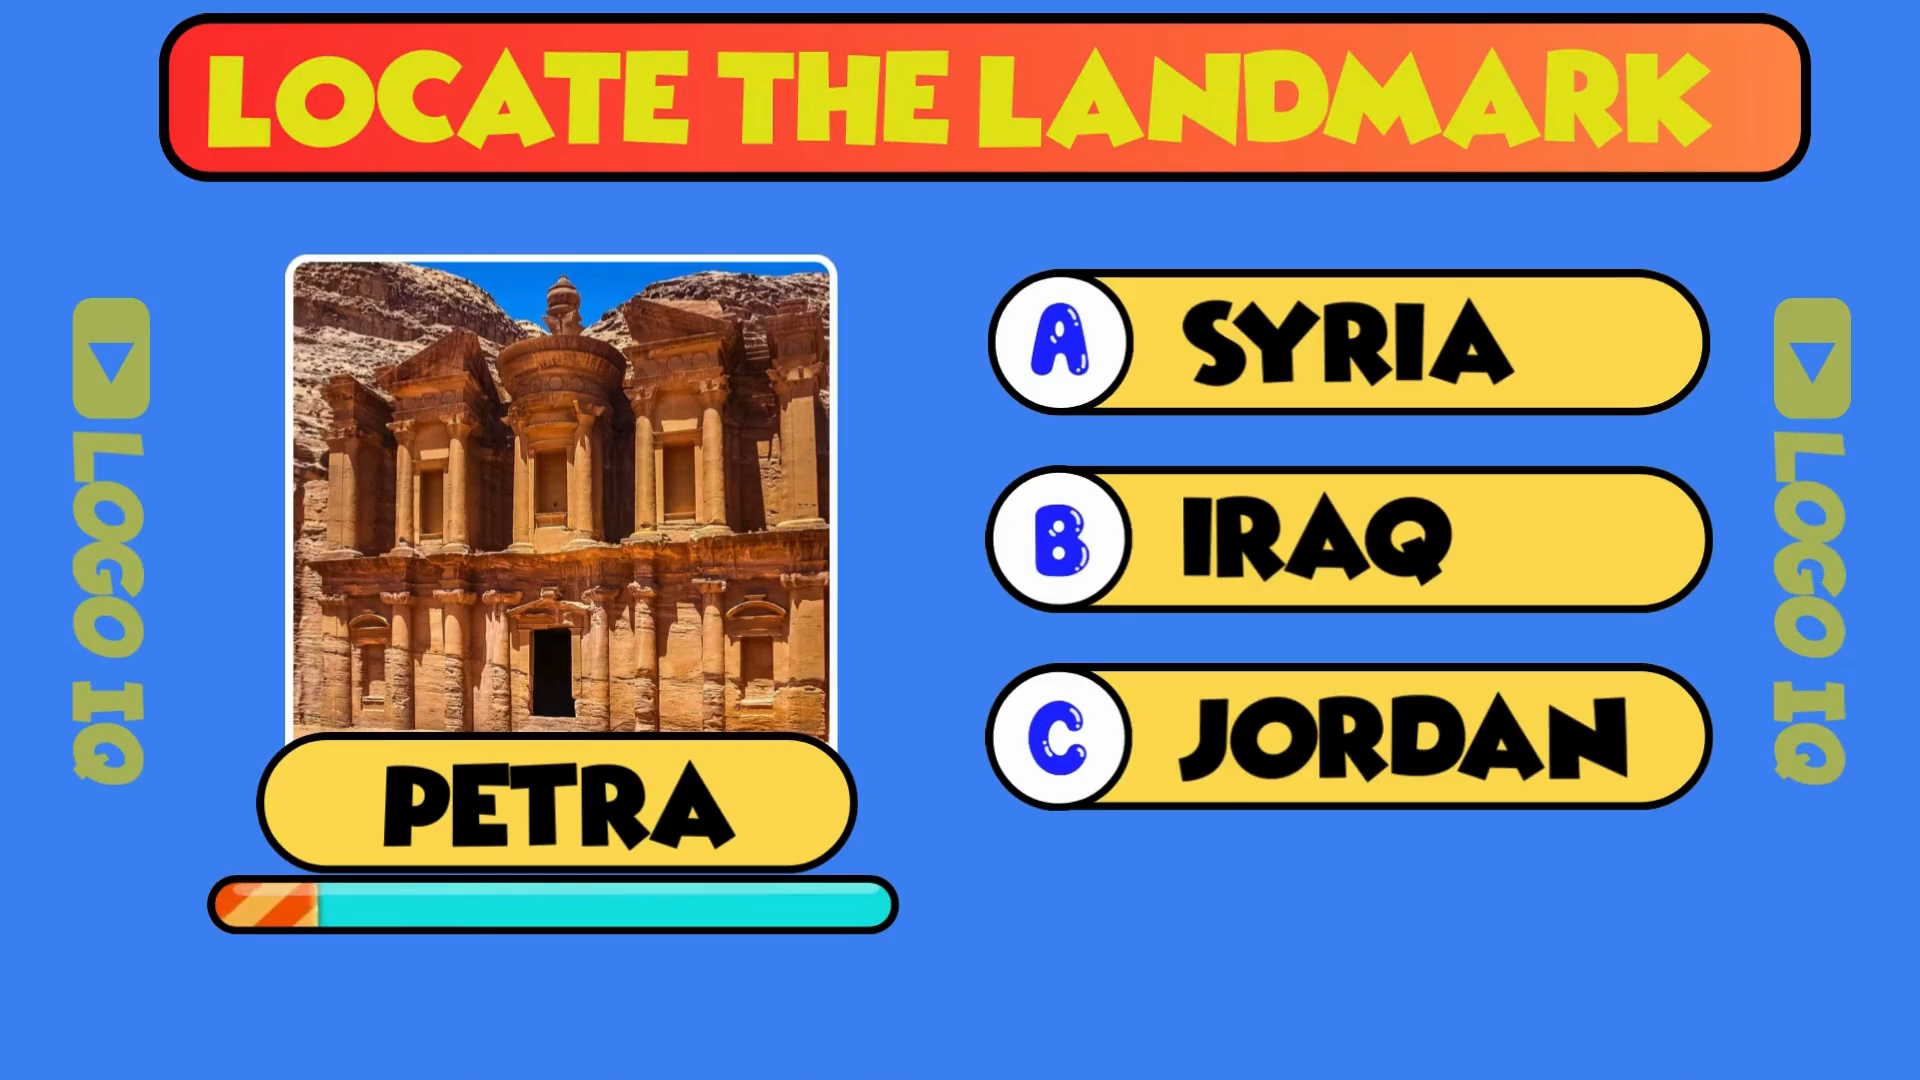 LOCATE THE LANDMARK
LOGO IQ
PETRA
A SYRIA
B IRAQ
C JORDAN
LOGO IQ